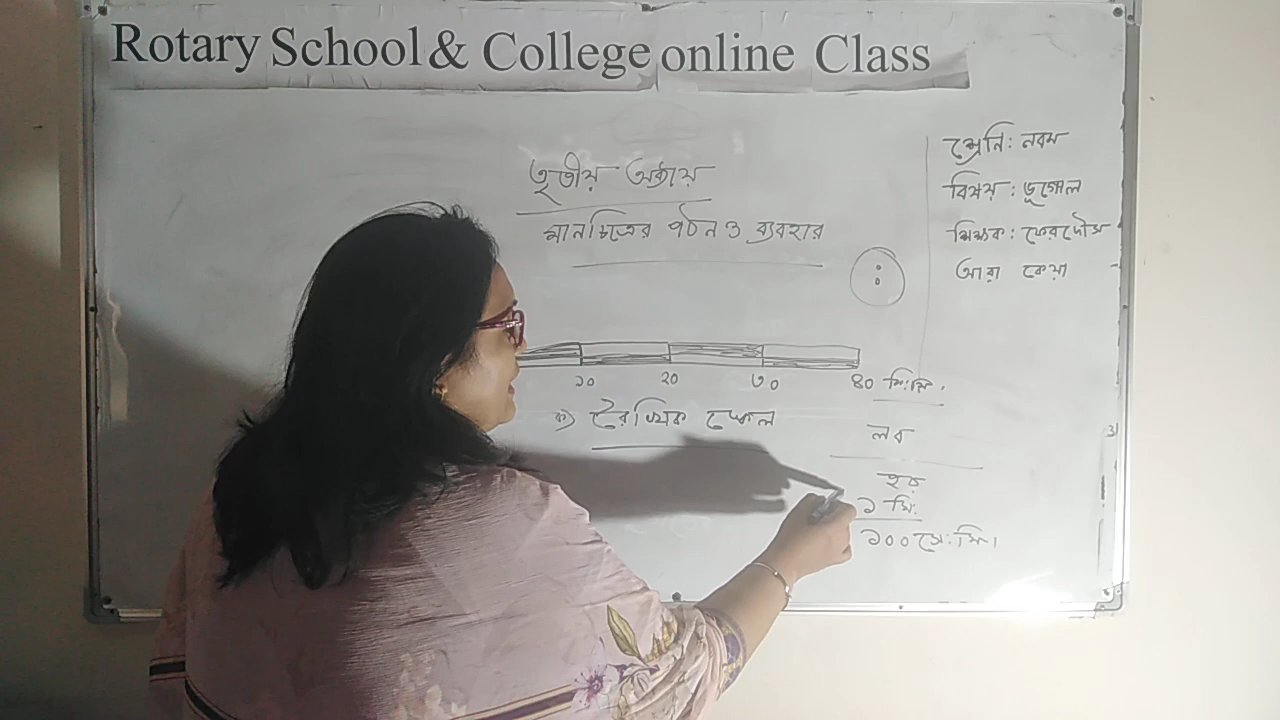 Rotary School & College online Class
তৃতীয় অধ্যায়
মানচিত্রের পঠন ও ব্যবহার
শ্রেনি: নবম
বিষয়: ভূগোল
শিক্ষক: ফেরদৌস
আরা কেয়া
১০ ২০ ৩০ ৪০ মি:মি.
ক) রৈখিক স্কেল
লব
হর
১ মি:
১০০ সে:মি।